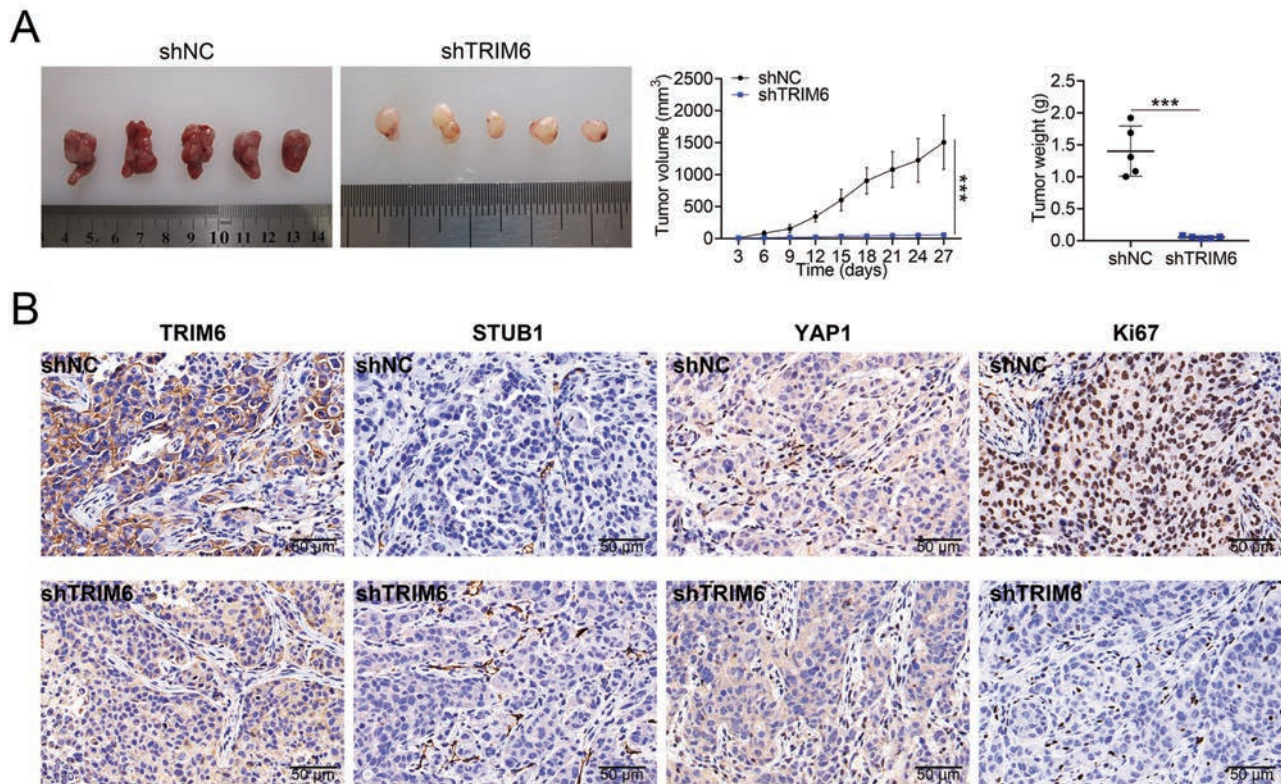 A
shNC
shTRIM6
4 5 6 7 8 9 10 11 12 13 14
Tumor volume (mm3)
2500
2000
1500
1000
500
0
shNC
shTRIM6
***
3 6 9 12 15 18 21 24 27
Time (days)
Tumor weight (g)
2.5
2.0
1.5
1.0
0.5
0.0
***
shNC shTRIM6
B
TRIM6 STUB1 YAP1 Ki67
shNC shNC shNC shNC
50 μm 50 μm 50 μm 50 μm
shTRIM6 shTRIM6 shTRIM6 shTRIM6
50 μm 50 μm 50 μm 50 μm